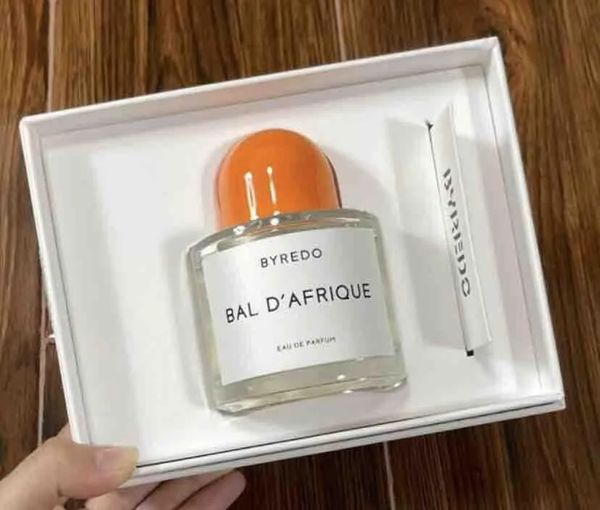 BYREDO
BAL D'AFRIQUE
EAU DE PARFUM
BYREDO